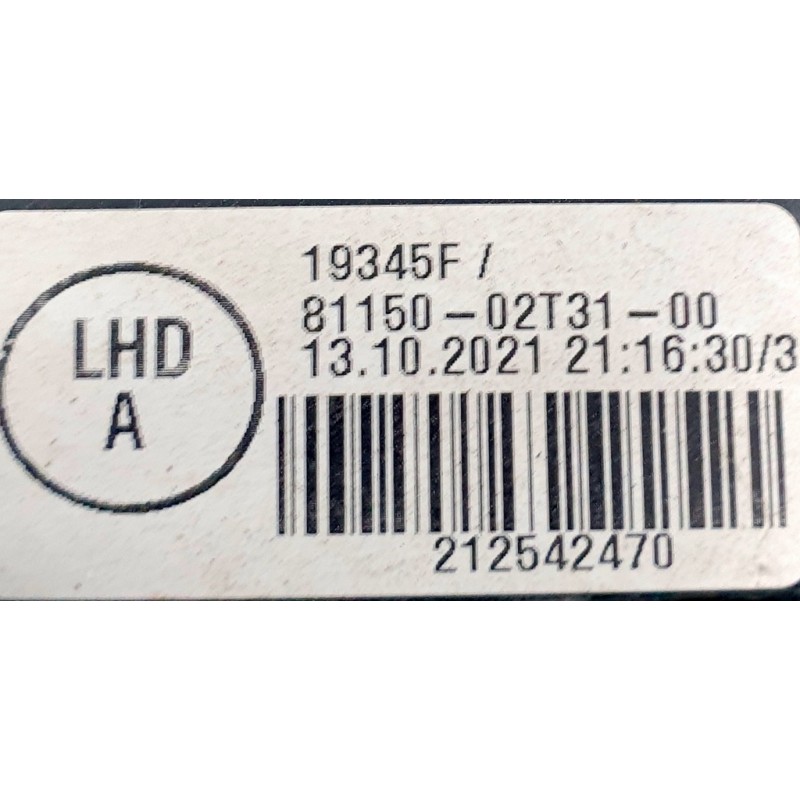 LHD
A
19345F /
81150-02T31-00
13.10.2021 21:16:30/3
212542470